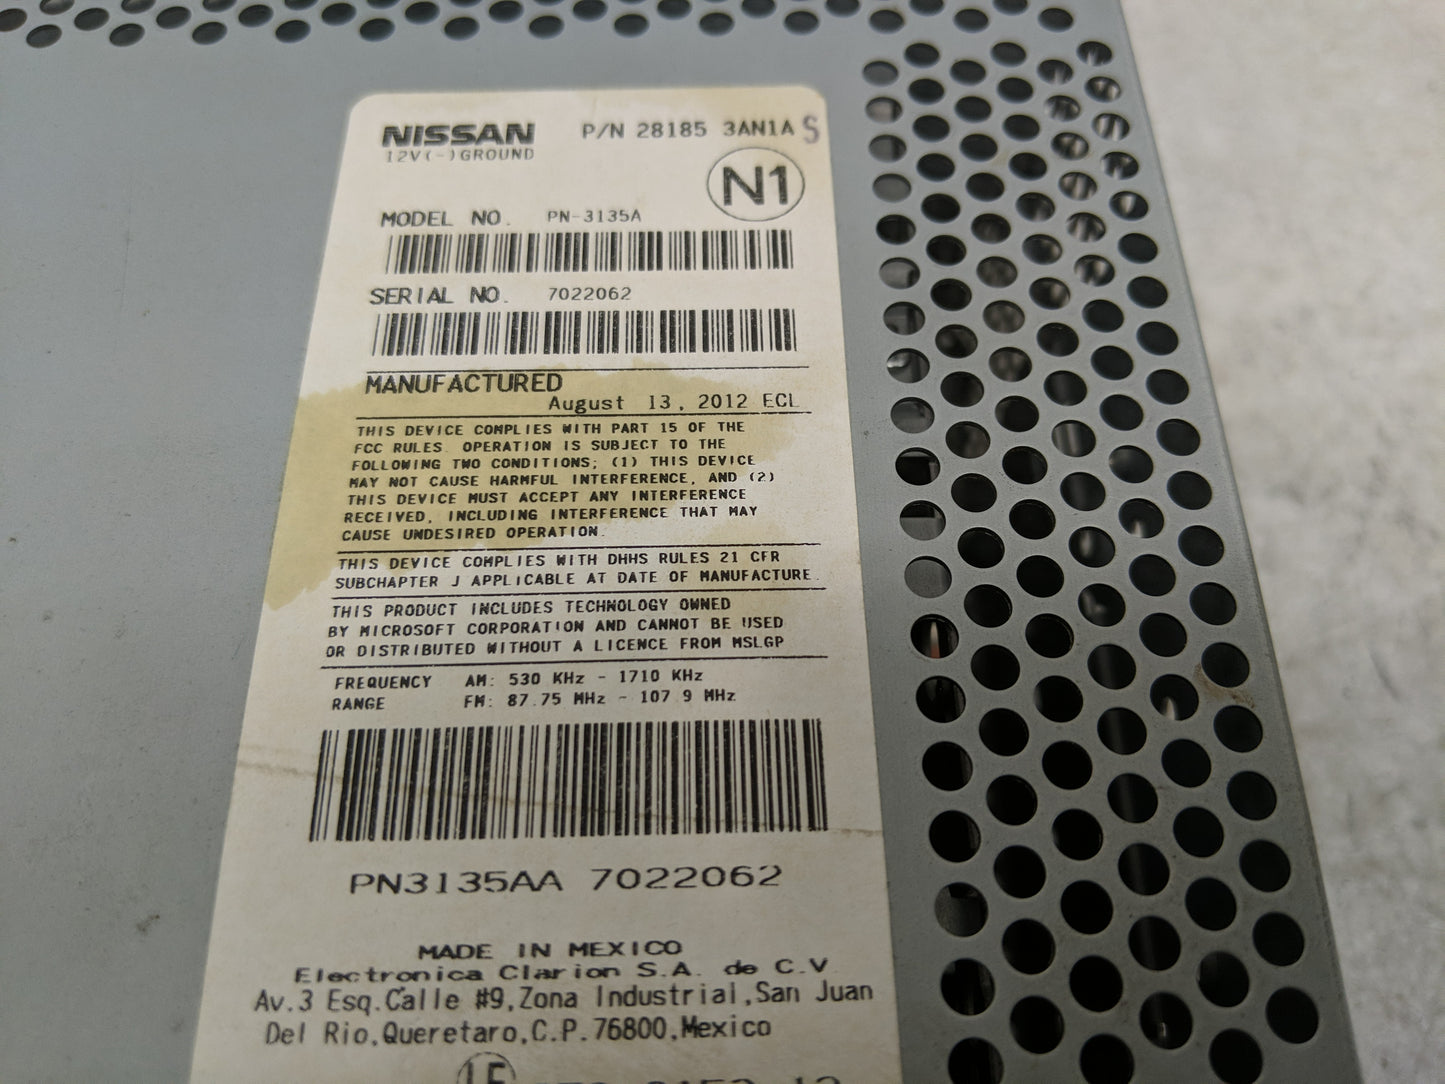 NISSAN P/N 28185 3AN1A S
12V(-)GROUND
N1
MODEL NO. PN-3135A
SERIAL NO. 7022062
MANUFACTURED
August 13, 2012 ECL
THIS DEVICE COMPLIES WITH PART 15 OF THE
FCC RULES. OPERATION IS SUBJECT TO THE
FOLLOWING TWO CONDITIONS; (1) THIS DEVICE
MAY NOT CAUSE HARMFUL INTERFERENCE, AND (2)
THIS DEVICE MUST ACCEPT ANY INTERFERENCE
RECEIVED, INCLUDING INTERFERENCE THAT MAY
CAUSE UNDESIRED OPERATION.
THIS DEVICE COMPLIES WITH DHHS RULES 21 CFR
SUBCHAPTER J APPLICABLE AT DATE OF MANUFACTURE.
THIS PRODUCT INCLUDES TECHNOLOGY OWNED
BY MICROSOFT CORPORATION AND CANNOT BE USED
OR DISTRIBUTED WITHOUT A LICENCE FROM MSLGP
FREQUENCY AM: 530 KHz - 1710 KHz
RANGE FM: 87.75 MHz - 107.9 MHz
PN3135AA 7022062
MADE IN MEXICO
Electronica Clarion S.A. de C.V.
Av.3 Esq.Calle #9,Zona Industrial,San Juan
Del Rio,Queretaro,C.P.76800,Mexico